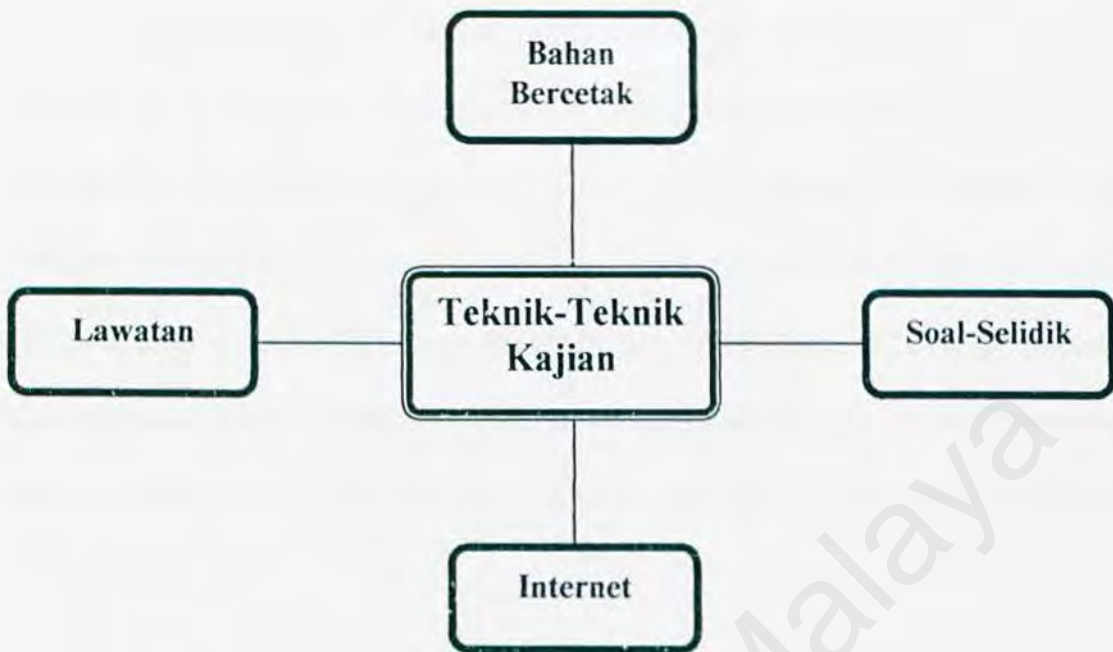 Bahan
Bercetak
Lawatan
Teknik-Teknik
Kajian
Soal-Selidik
Internet
Malaya